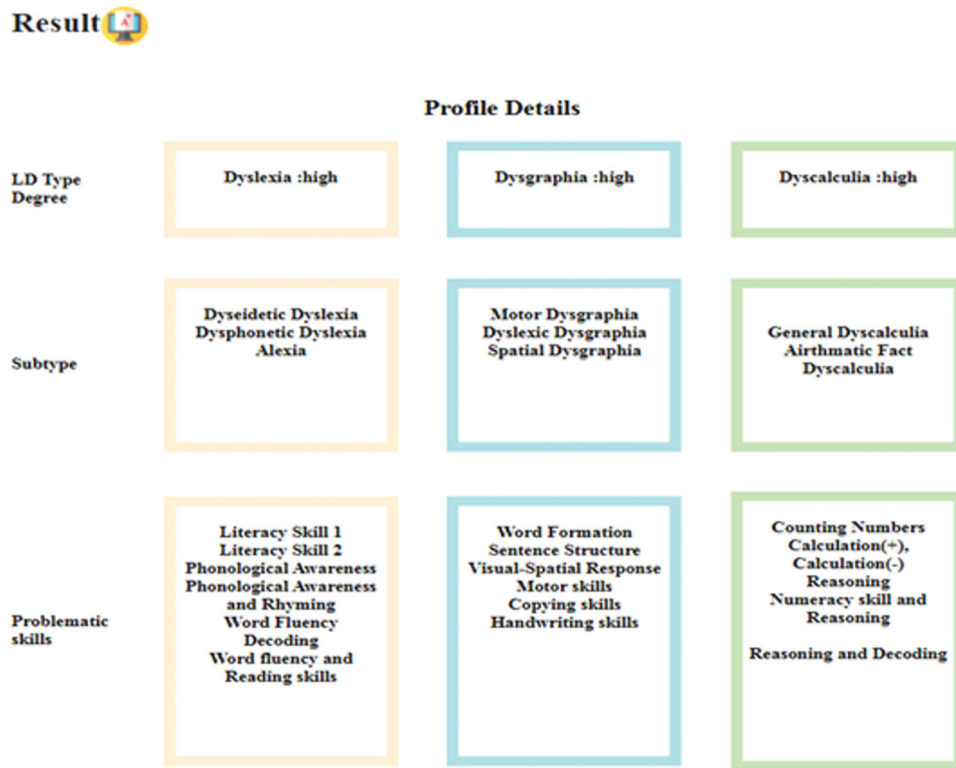 Result
Profile Details
LD Type
Degree
Dyslexia :high
Dysgraphia :high
Dyscalculia :high
Subtype
Dyseidetic Dyslexia
Dysphonetic Dyslexia
Alexia
Motor Dysgraphia
Dyslexic Dysgraphia
Spatial Dysgraphia
General Dyscalculia
Airthmatic Fact
Dyscalculia
Problematic
skills
Literacy Skill 1
Literacy Skill 2
Phonological Awareness
Phonological Awareness
and Rhyming
Word Fluency
Decoding
Word fluency and
Reading skills
Word Formation
Sentence Structure
Visual-Spatial Response
Motor skills
Copying skills
Handwriting skills
Counting Numbers
Calculation(+),
Calculation(-)
Reasoning
Numeracy skill and
Reasoning
Reasoning and Decoding